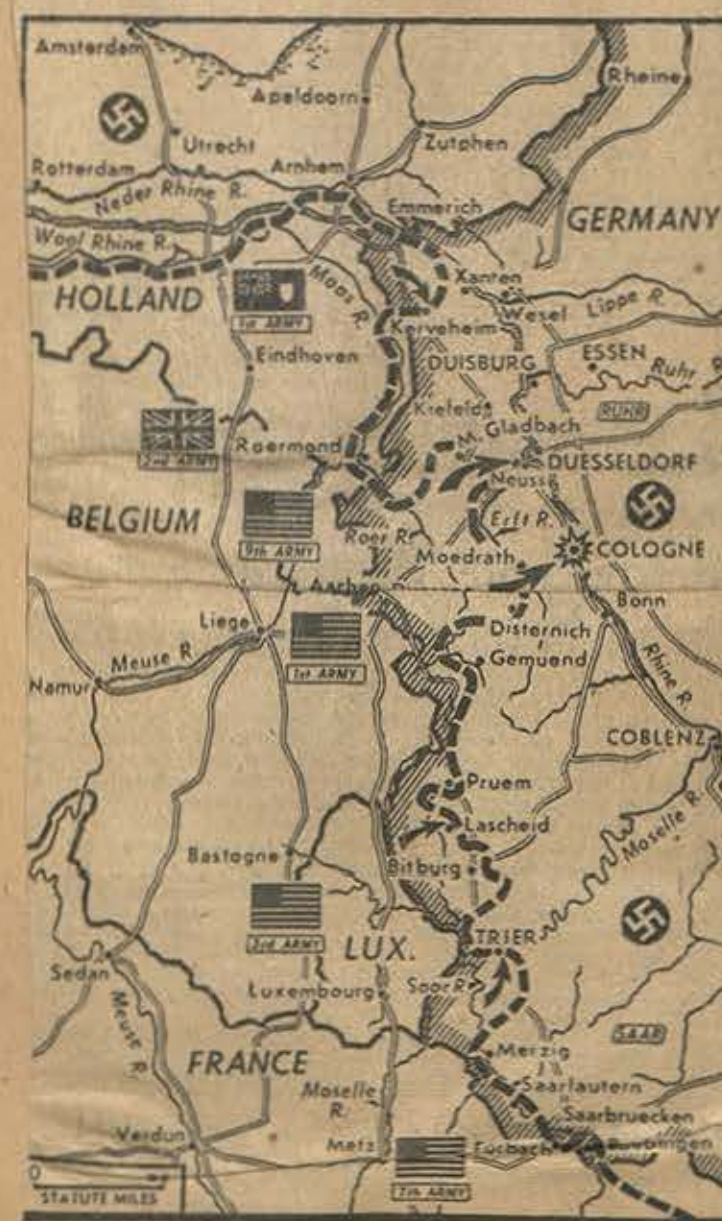 Amsterdam
Rheine
Apeldoorn
Utrecht
Zutphen
Rotterdam
Arnhem
Neder Rhine R.
Emmerich
GERMANY
Waal Rhine R.
Maas R.
Xanten
Wesel
Lippe R.
HOLLAND
1st ARMY
Kerveheim
Eindhoven
DUISBURG
ESSEN
Ruhr R
Krefeld
RUHR
2nd ARMY
Roermond
M. Gladbach
DUESSELDORF
Neuss
BELGIUM
9th ARMY
Roer R.
Erft R.
Moedrath
COLOGNE
Aachen
Bonn
Liege
Disternich
1st ARMY
Meuse R
Gemuend
Rhine R.
Namur
COBLENZ
Pruem
Lascheid
Moselle R.
Bastogne
Bitburg
3rd ARMY
LUX.
TRIER
Sedan
Luxembourg
Saar R.
Meuse R.
SAAR
FRANCE
Merzig
Moselle R.
Saarlautern
Saarbruecken
Verdun
Metz
Forbach
7th ARMY
0
STATUTE MILES